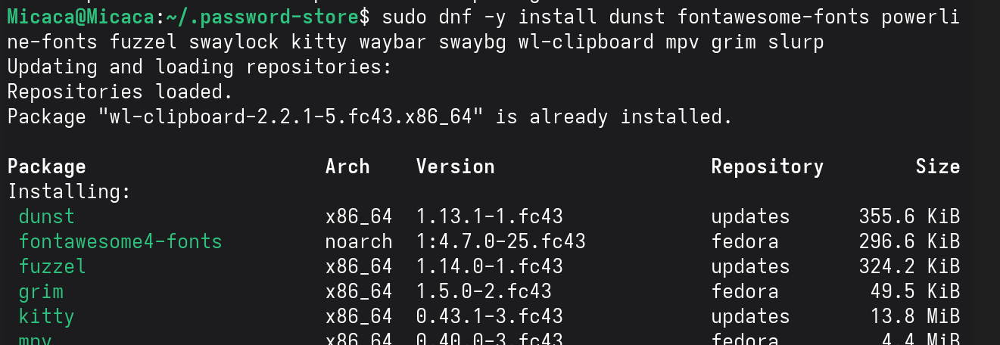 Micaca@Micaca:~/.password-store$ sudo dnf -y install dunst fontawesome-fonts powerli
ne-fonts fuzzel swaylock kitty waybar swaybg wl-clipboard mpv grim slurp
Updating and loading repositories:
Repositories loaded.
Package "wl-clipboard-2.2.1-5.fc43.x86_64" is already installed.
Package Arch Version Repository Size
Installing:
dunst x86_64 1.13.1-1.fc43 updates 355.6 KiB
fontawesome4-fonts noarch 1:4.7.0-25.fc43 fedora 296.6 KiB
fuzzel x86_64 1.14.0-1.fc43 updates 324.2 KiB
grim x86_64 1.5.0-2.fc43 fedora 49.5 KiB
kitty x86_64 0.43.1-3.fc43 updates 13.8 MiB
mpv x86_64 0.40.0-3.fc43 fedora 4.4 MiB